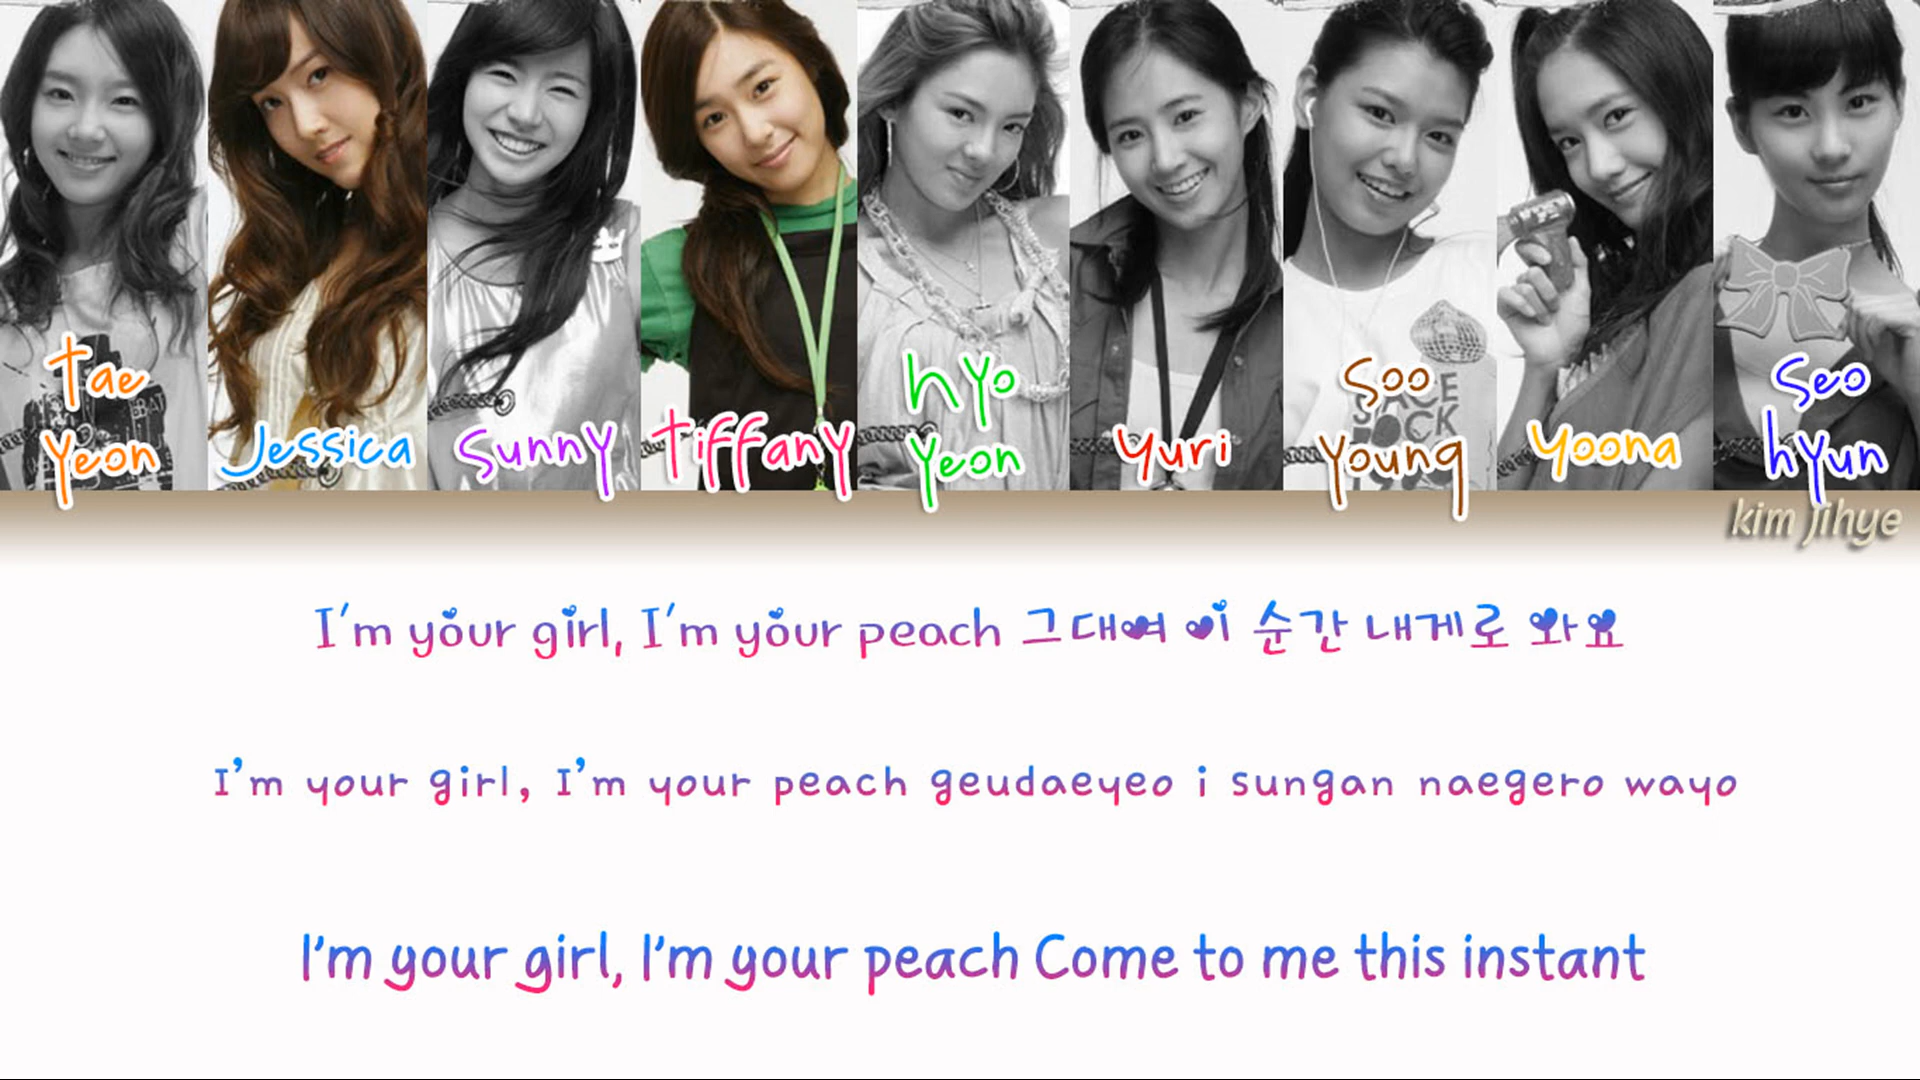 Tae
Yeon
Jessica
Sunny
Tiffany
Hyo
Yeon
Yuri
Soo
Young
Yoona
Seo
hyun
kim jihye
I'm your girl, I'm your peach 그대여 이 순간 내게로 와요
I'm your girl, I'm your peach geudaeyeo i sungan naegero wayo
I'm your girl, I'm your peach Come to me this instant